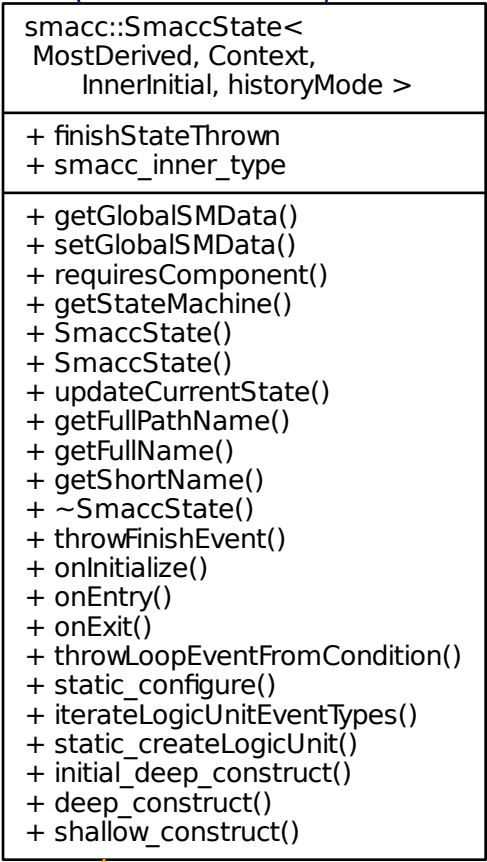 smacc::SmaccState<
MostDerived, Context,
InnerInitial, historyMode >
+ finishStateThrown
+ smacc_inner_type
+ getGlobalSMData()
+ setGlobalSMData()
+ requiresComponent()
+ getStateMachine()
+ SmaccState()
+ SmaccState()
+ updateCurrentState()
+ getFullPathName()
+ getFullName()
+ getShortName()
+ ~SmaccState()
+ throwFinishEvent()
+ onInitialize()
+ onEntry()
+ onExit()
+ throwLoopEventFromCondition()
+ static_configure()
+ iterateLogicUnitEventTypes()
+ static_createLogicUnit()
+ initial_deep_construct()
+ deep_construct()
+ shallow_construct()